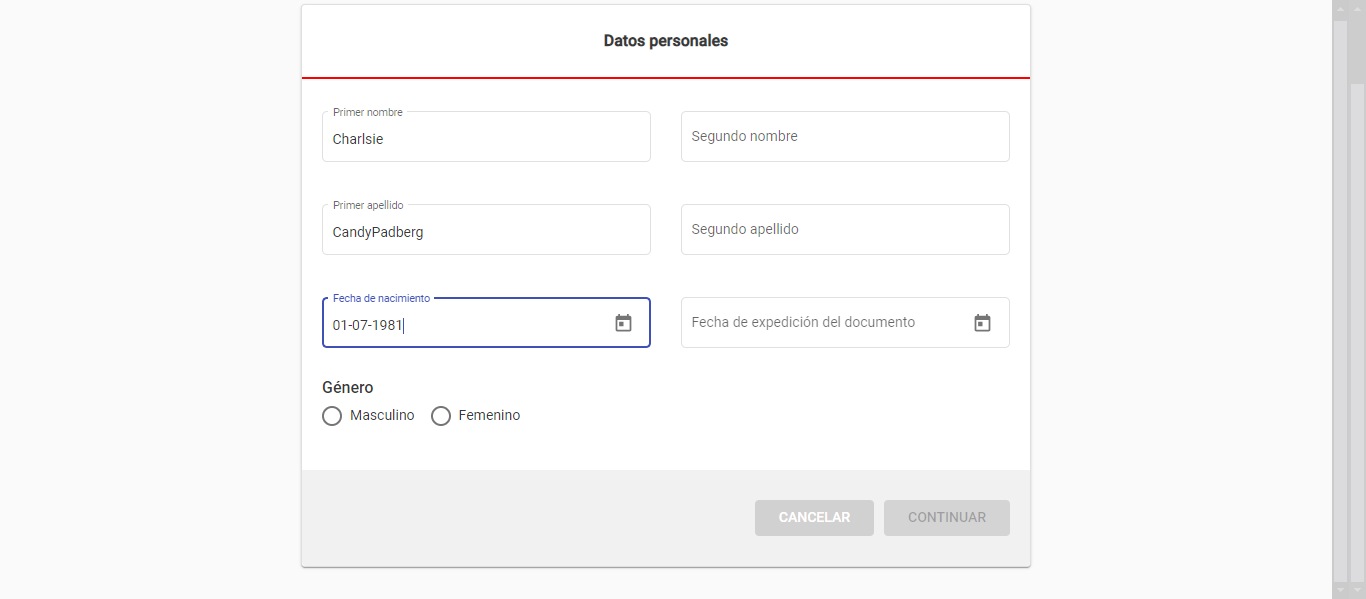 Datos personales
Primer nombre
Charlsie
Segundo nombre
Primer apellido
CandyPadberg
Segundo apellido
Fecha de nacimiento
01-07-1981
Fecha de expedición del documento
Género
Masculino Femenino
CANCELAR CONTINUAR